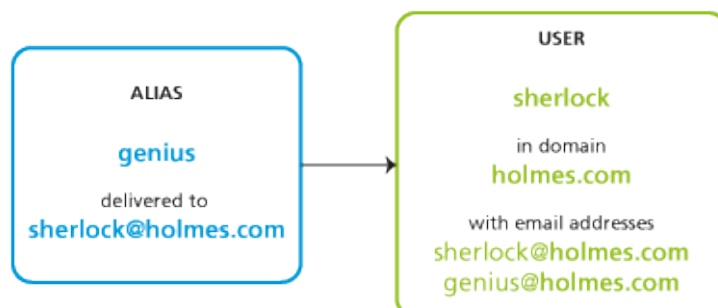 ALIAS
genius
delivered to
sherlock@holmes.com
USER
sherlock
in domain
holmes.com
with email addresses
sherlock@holmes.com
genius@holmes.com